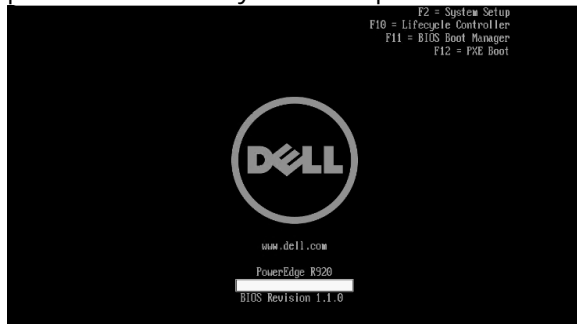 F2 = System Setup
F10 = Lifecycle Controller
F11 = BIOS Boot Manager
F12 = PXE Boot
DELL
www.dell.com
PowerEdge R920
BIOS Revision 1.1.0